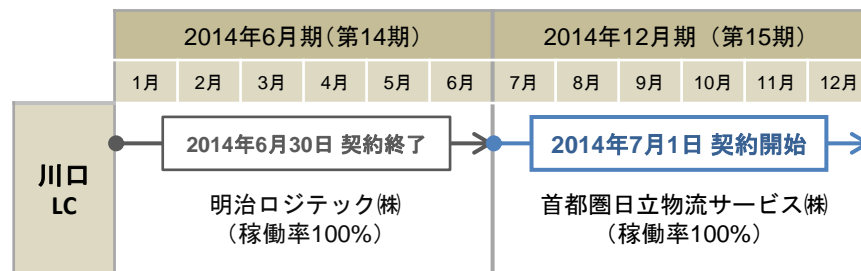 2014年6月期(第14期)
2014年12月期 (第15期)
1月 2月 3月 4月 5月 6月 7月 8月 9月 10月 11月 12月
川口
LC
2014年6月30日 契約終了
2014年7月1日 契約開始
明治ロジテック㈱
(稼働率100%)
首都圏日立物流サービス㈱
(稼働率100%)